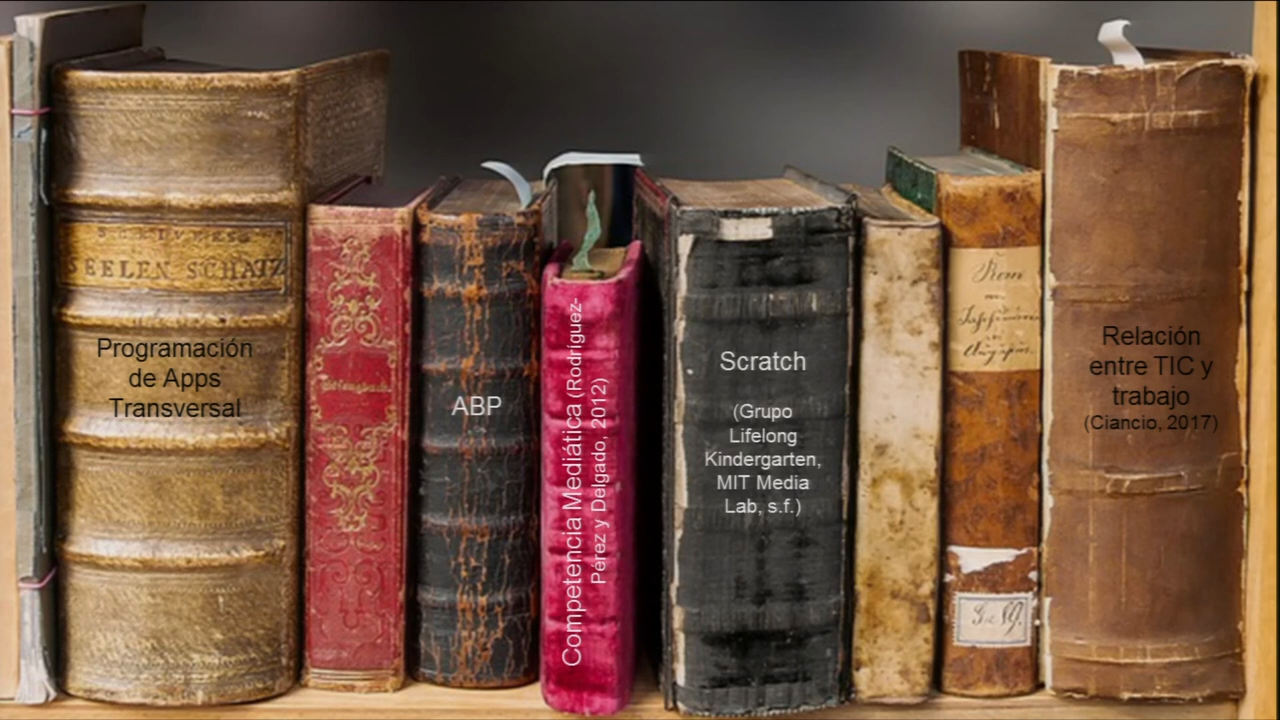 SEELEN SCHATZ
Programación
de Apps
Transversal
ABP
Competencia Mediática (Rodríguez-
Pérez y Delgado, 2012)
Scratch
(Grupo
Lifelong
Kindergarten,
MIT Media
Lab, s.f.)
Relación
entre TIC y
trabajo
(Ciancio, 2017)